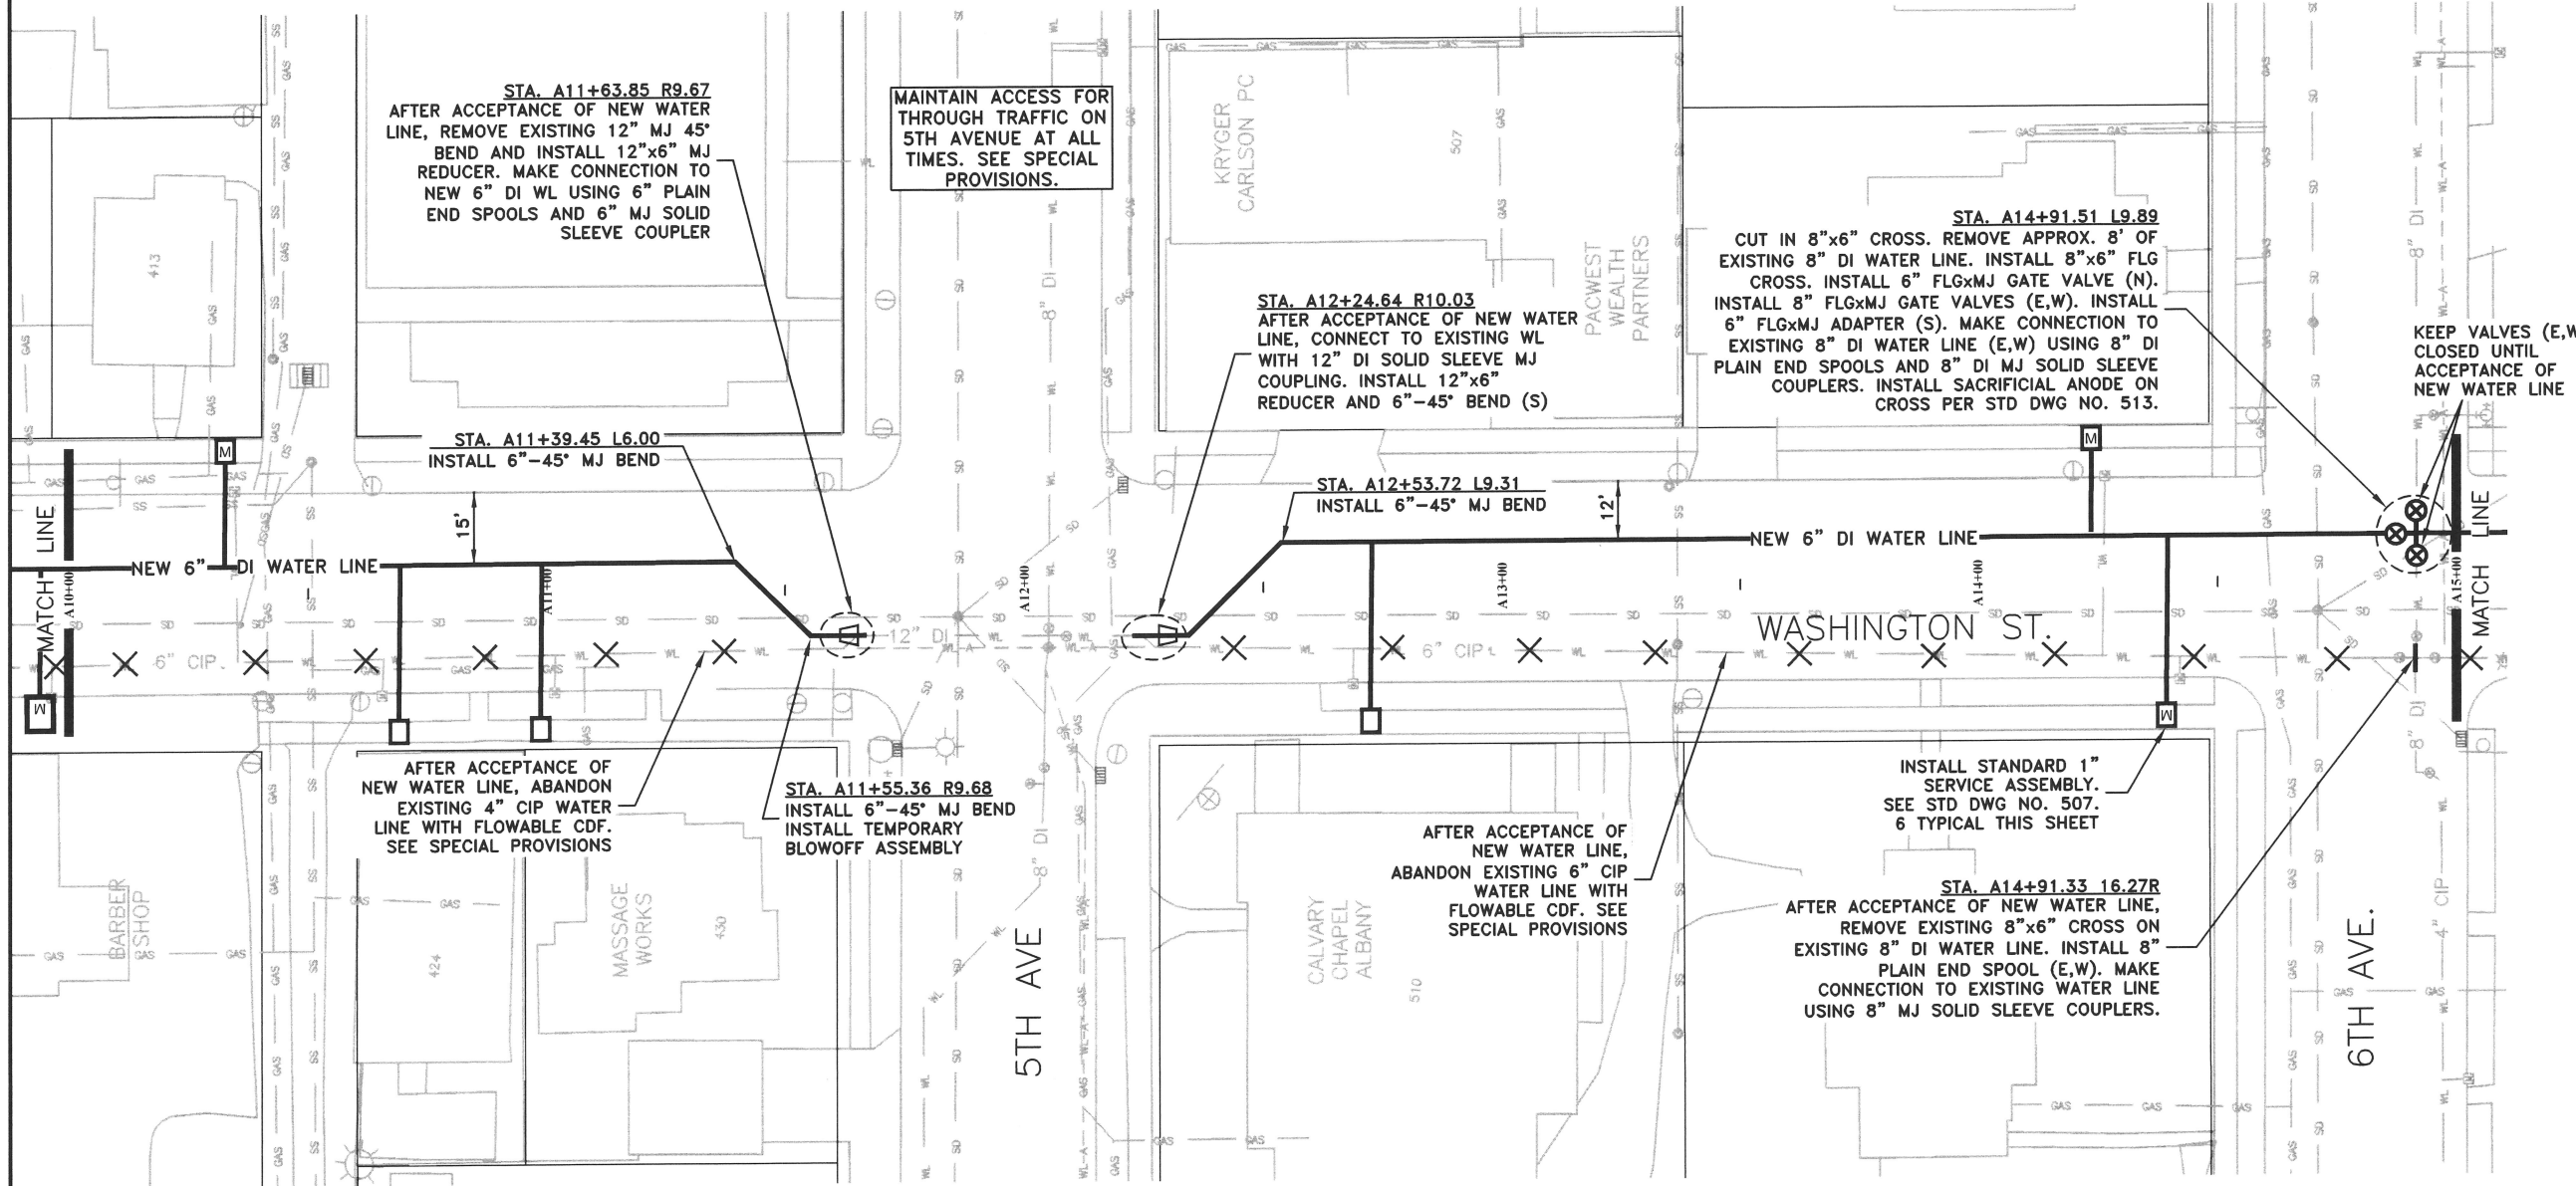 STA. A11+63.85 R9.67
AFTER ACCEPTANCE OF NEW WATER
LINE, REMOVE EXISTING 12" MJ 45°
BEND AND INSTALL 12"x6" MJ
REDUCER. MAKE CONNECTION TO
NEW 6" DI WL USING 6" PLAIN
END SPOOLS AND 6" MJ SOLID
SLEEVE COUPLER
MAINTAIN ACCESS FOR
THROUGH TRAFFIC ON
5TH AVENUE AT ALL
TIMES. SEE SPECIAL
PROVISIONS.
KRYGER
CARLSON PC
507
PACWEST
WEALTH
PARTNERS
413
STA. A14+91.51 L9.89
CUT IN 8"x6" CROSS. REMOVE APPROX. 8' OF
EXISTING 8" DI WATER LINE. INSTALL 8"x6" FLG
CROSS. INSTALL 6" FLGxMJ GATE VALVE (N).
INSTALL 8" FLGxMJ GATE VALVES (E,W). INSTALL
6" FLGxMJ ADAPTER (S). MAKE CONNECTION TO
EXISTING 8" DI WATER LINE (E,W) USING 8" DI
PLAIN END SPOOLS AND 8" DI MJ SOLID SLEEVE
COUPLERS. INSTALL SACRIFICIAL ANODE ON
CROSS PER STD DWG NO. 513.
STA. A12+24.64 R10.03
AFTER ACCEPTANCE OF NEW WATER
LINE, CONNECT TO EXISTING WL
WITH 12" DI SOLID SLEEVE MJ
COUPLING. INSTALL 12"x6"
REDUCER AND 6"-45° BEND (S)
KEEP VALVES (E,W
CLOSED UNTIL
ACCEPTANCE OF
NEW WATER LINE
8" DI
8" DI
STA. A11+39.45 L6.00
INSTALL 6"-45° MJ BEND
STA. A12+53.72 L9.31
INSTALL 6"-45° MJ BEND
15'
12'
M
M
MATCH LINE
A10+00
NEW 6" DI WATER LINE
A11+00
A12+00
A13+00
A14+00
A15+00
NEW 6" DI WATER LINE
MATCH LINE
12" DI
WASHINGTON ST.
6" CIP
6" CIP
M
M
AFTER ACCEPTANCE OF
NEW WATER LINE, ABANDON
EXISTING 4" CIP WATER
LINE WITH FLOWABLE CDF.
SEE SPECIAL PROVISIONS
STA. A11+55.36 R9.68
INSTALL 6"-45° MJ BEND
INSTALL TEMPORARY
BLOWOFF ASSEMBLY
AFTER ACCEPTANCE OF
NEW WATER LINE,
ABANDON EXISTING 6" CIP
WATER LINE WITH
FLOWABLE CDF. SEE
SPECIAL PROVISIONS
INSTALL STANDARD 1"
SERVICE ASSEMBLY.
SEE STD DWG NO. 507.
6 TYPICAL THIS SHEET
STA. A14+91.33 16.27R
AFTER ACCEPTANCE OF NEW WATER LINE,
REMOVE EXISTING 8"x6" CROSS ON
EXISTING 8" DI WATER LINE. INSTALL 8"
PLAIN END SPOOL (E,W). MAKE
CONNECTION TO EXISTING WATER LINE
USING 8" MJ SOLID SLEEVE COUPLERS.
8" DI
8" DI
4" CIP
BARBER
SHOP
424
MASSAGE
WORKS
430
5TH AVE
CALVARY
CHAPEL
ALBANY
510
6TH AVE.